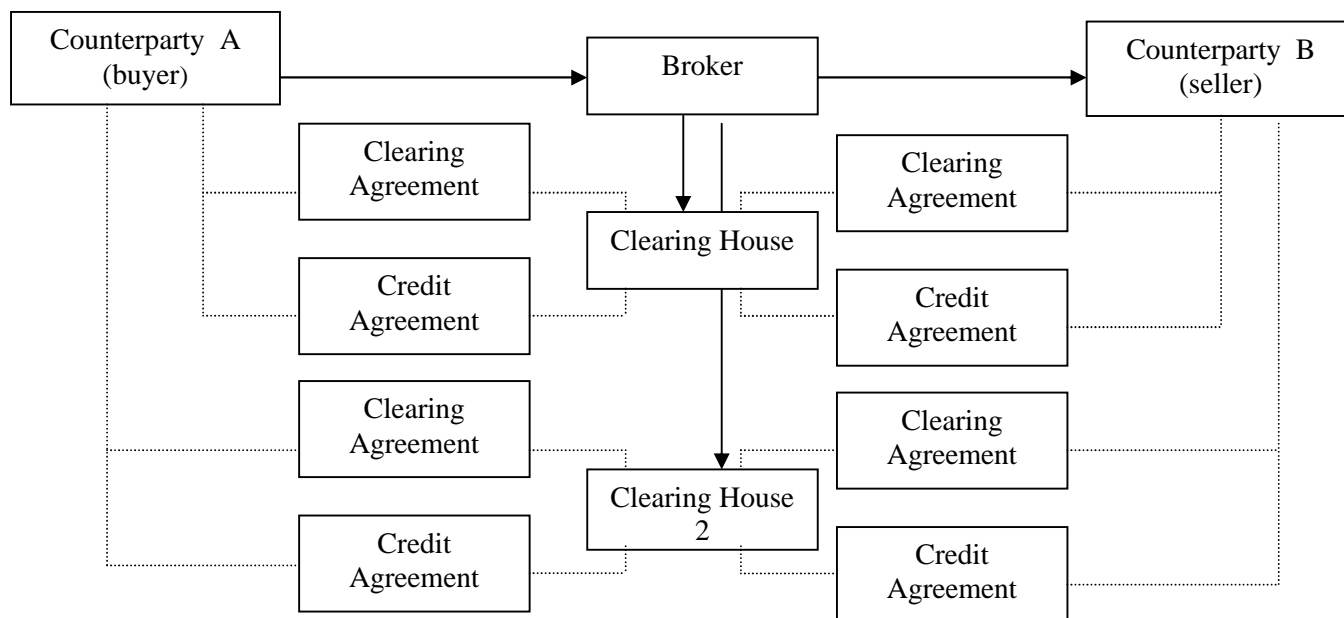 Counterparty A
(buyer)
Broker
Counterparty B
(seller)
Clearing
Agreement
Clearing
Agreement
Clearing House
Credit
Agreement
Credit
Agreement
Clearing
Agreement
Clearing
Agreement
Clearing House
2
Credit
Agreement
Credit
Agreement